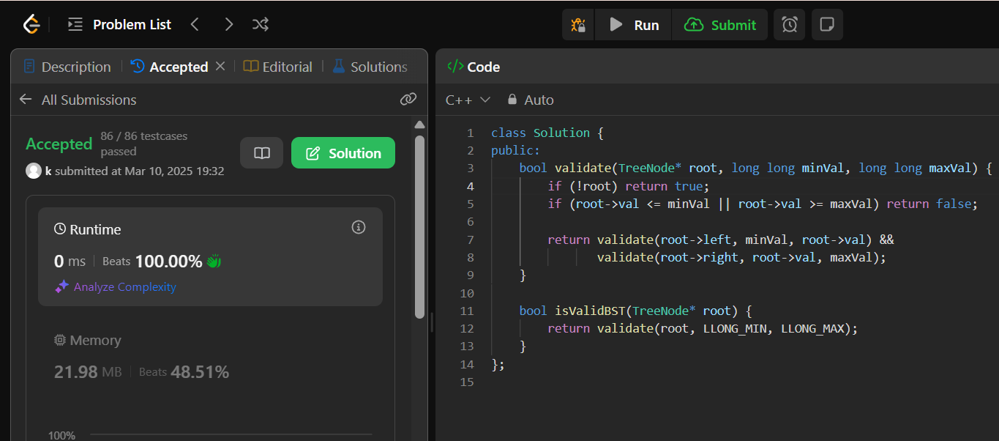 Problem List
Run
Submit
Description
Accepted
Editorial
Solutions
All Submissions
Accepted
86 / 86 testcases
passed
k submitted at Mar 10, 2025 19:32
Solution
Runtime
0 ms
Beats 100.00%
Analyze Complexity
Memory
21.98 MB
Beats 48.51%
100%
</> Code
C++
Auto
1 class Solution {
2 public:
3     bool validate(TreeNode* root, long long minVal, long long maxVal) {
4         if (!root) return true;
5         if (root->val <= minVal || root->val >= maxVal) return false;
6
7         return validate(root->left, minVal, root->val) &&
8                validate(root->right, root->val, maxVal);
9     }
10
11     bool isValidBST(TreeNode* root) {
12         return validate(root, LLONG_MIN, LLONG_MAX);
13     }
14 };
15